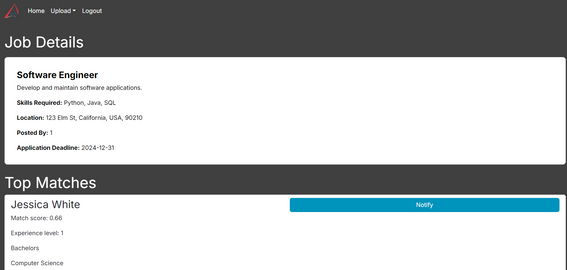 Home Upload Logout
Job Details
Software Engineer
Develop and maintain software applications.
Skills Required: Python, Java, SQL
Location: 123 Elm St, California, USA, 90210
Posted By: 1
Application Deadline: 2024-12-31
Top Matches
Jessica White
Notify
Match score: 0.66
Experience level: 1
Bachelors
Computer Science